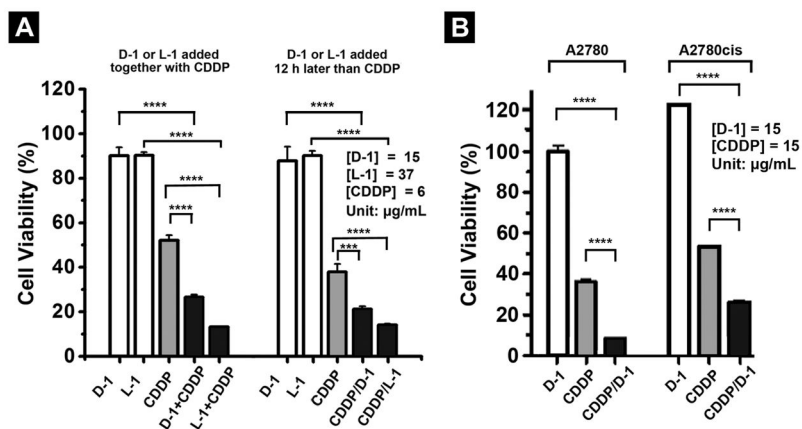 A
D-1 or L-1 added
together with CDDP
D-1 or L-1 added
12 h later than CDDP
Cell Viability (%)
120
100
80
60
40
20
0
****
****
****
****
****
****
****
***
[D-1] = 15
[L-1] = 37
[CDDP] = 6
Unit: µg/mL
D-1
L-1
CDDP
D-1+CDDP
L-1+CDDP
D-1
L-1
CDDP
CDDP/D-1
CDDP/L-1
B
A2780
A2780cis
Cell Viability (%)
120
100
80
60
40
20
0
****
****
****
****
[D-1] = 15
[CDDP] = 15
Unit: µg/mL
D-1
CDDP
CDDP/D-1
D-1
CDDP
CDDP/D-1